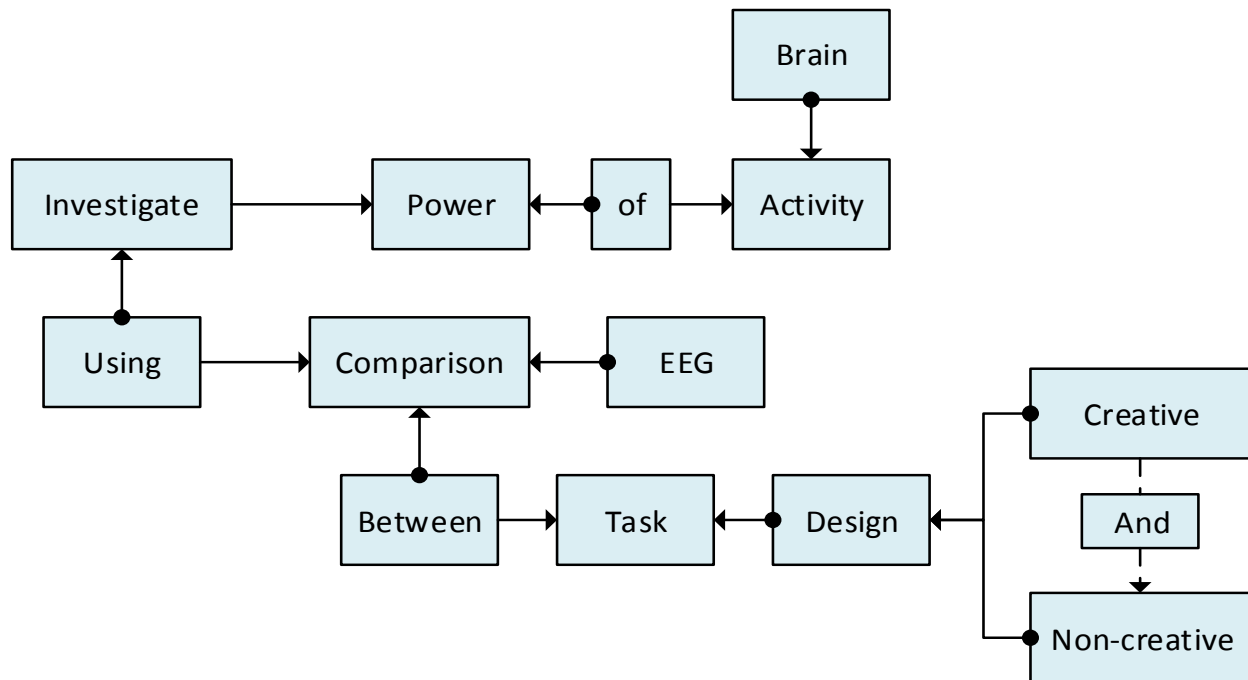 Brain
Investigate
Power
of
Activity
Using
Comparison
EEG
Creative
Between
Task
Design
And
Non-creative